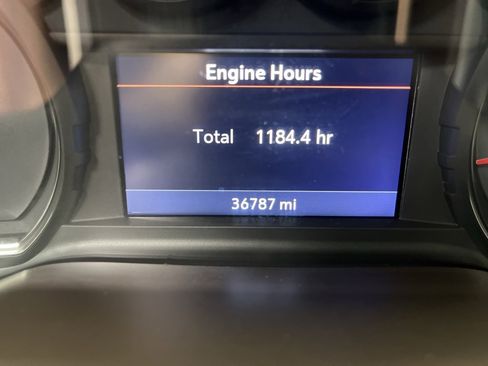 Engine Hours
Total 1184.4 hr
36787 mi